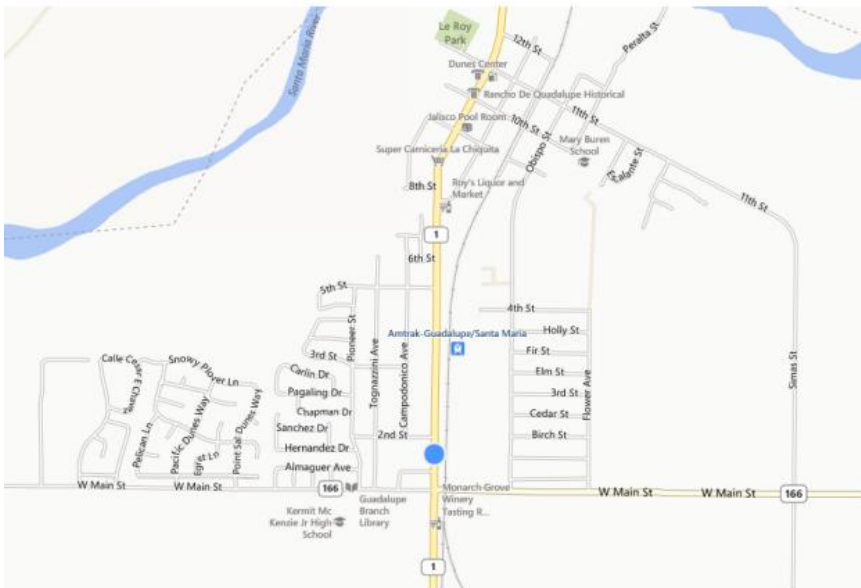 Le Roy
Park
12th St
Peralta St
Santa Maria River
Dunes Center
Rancho De Quadalupe Historical
11th St
Jalisco Pool Room
10th St
Mary Buren
School
Obispo St
Super Carniceria La Chiquita
Escalante St
8th St
Roy's Liquor and
Market
11th St
1
6th St
5th St
4th St
Amtrak-Guadalupe/Santa Maria
Holly St
Pioneer St
Tognazzini Ave
Campodonico Ave
3rd St
Fir St
Calle Cesar E Chavez
Snowy Plover Ln
Carlin Dr
Elm St
Simas St
Pagaling Dr
3rd St
Flower Ave
Chapman Dr
Cedar St
Pelican Ln
Pacific Dunes Way
Point Sal Dunes Way
Sanchez Dr
2nd St
Birch St
Egret Ln
Hernandez Dr
Almaguer Ave
W Main St
W Main St
166
Guadalupe
Branch
Library
Monarch Grove
Winery
Tasting R...
W Main St
W Main St
166
Kermit Mc
Kenzie Jr High
School
1